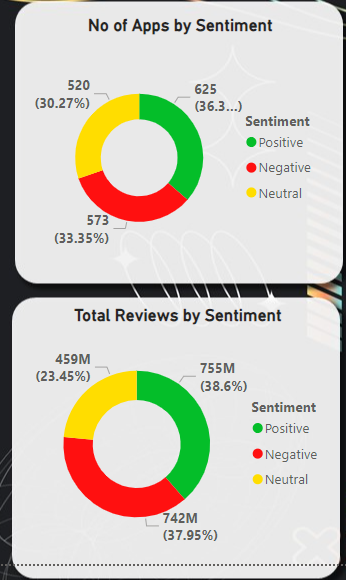 No of Apps by Sentiment
520
(30.27%)
625
(36.3...)
Sentiment
Positive
Negative
Neutral
573
(33.35%)
Total Reviews by Sentiment
459M
(23.45%)
755M
(38.6%)
Sentiment
Positive
Negative
Neutral
742M
(37.95%)